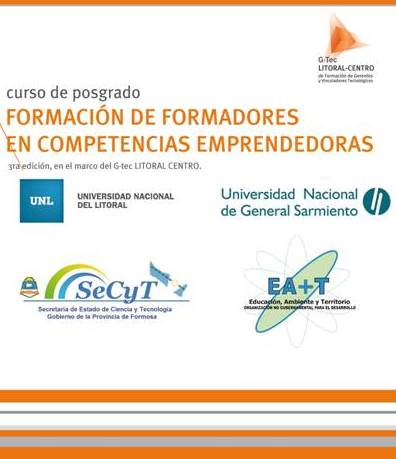 G-Tec
LITORAL-CENTRO
de Formación de Gerentes
y Vinculadores Tecnológicos
curso de posgrado
FORMACIÓN DE FORMADORES
EN COMPETENCIAS EMPRENDEDORAS
3ra edición, en el marco del G-tec LITORAL CENTRO.
UNL
UNIVERSIDAD NACIONAL
DEL LITORAL
Universidad Nacional
de General Sarmiento
SeCyT
Secretaría de Estado de Ciencia y Tecnología
Gobierno de la Provincia de Formosa
EA+T
Educación, Ambiente y Territorio
ORGANIZACIÓN NO GUBERNAMENTAL PARA EL DESARROLLO